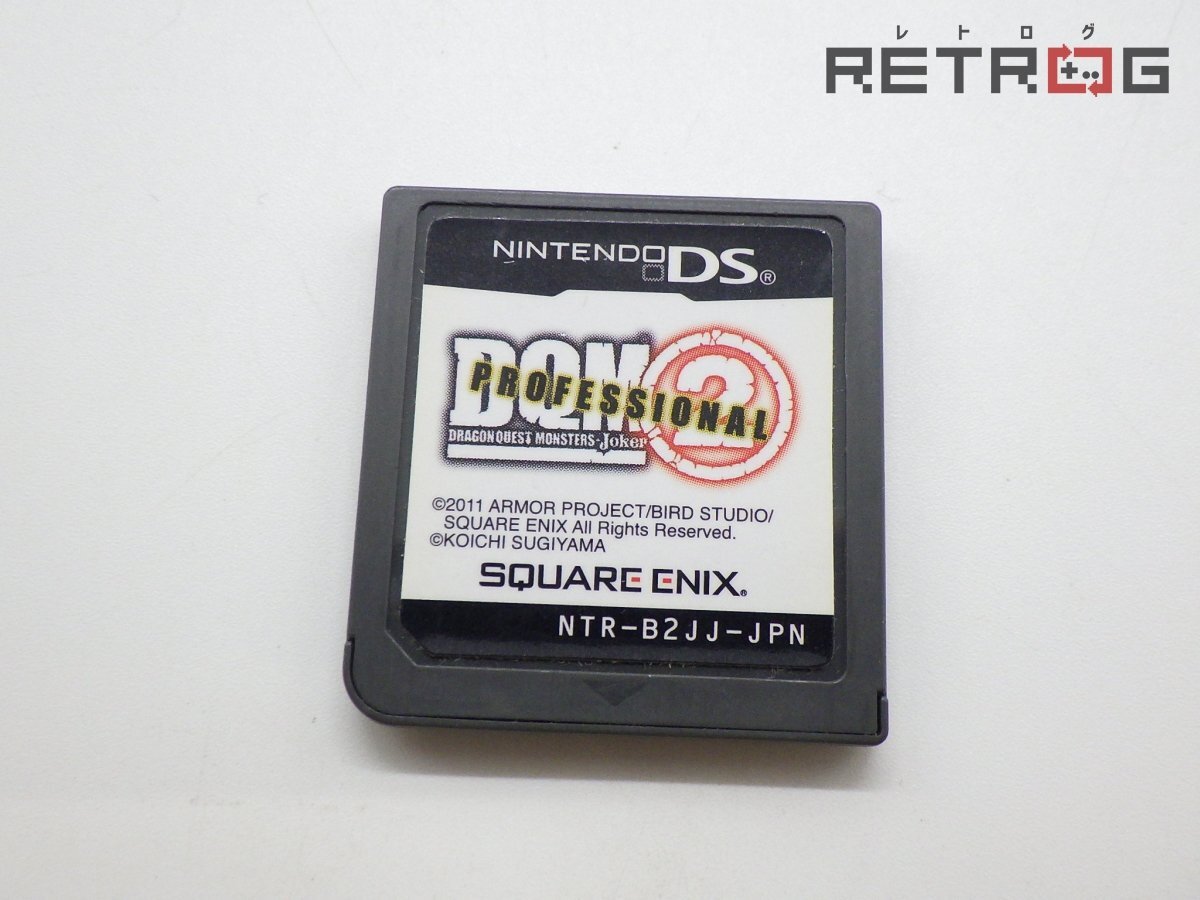 レトログ
RETROG
NINTENDO DS®
DQM 2
PROFESSIONAL
DRAGON QUEST MONSTERS-Joker
©2011 ARMOR PROJECT/BIRD STUDIO/
SQUARE ENIX All Rights Reserved.
©KOICHI SUGIYAMA
SQUARE ENIX®
NTR-B2JJ-JPN